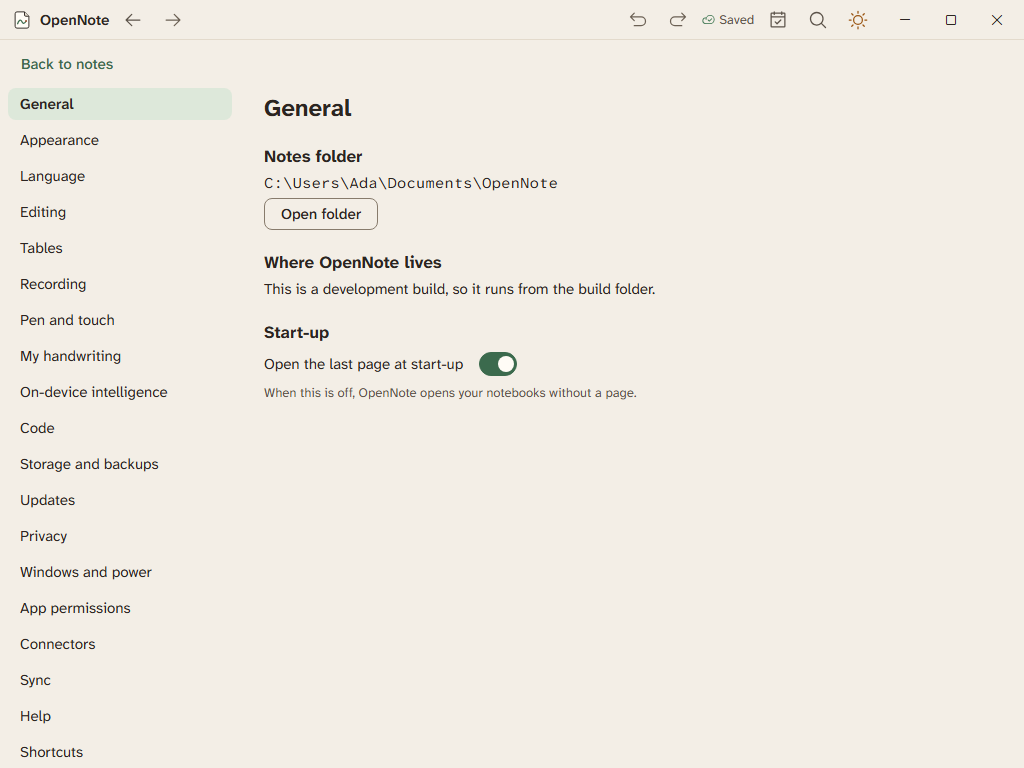 OpenNote
Saved
Back to notes
General
Appearance
Language
Editing
Tables
Recording
Pen and touch
My handwriting
On-device intelligence
Code
Storage and backups
Updates
Privacy
Windows and power
App permissions
Connectors
Sync
Help
Shortcuts
General
Notes folder
C:\Users\Ada\Documents\OpenNote
Open folder
Where OpenNote lives
This is a development build, so it runs from the build folder.
Start-up
Open the last page at start-up
When this is off, OpenNote opens your notebooks without a page.